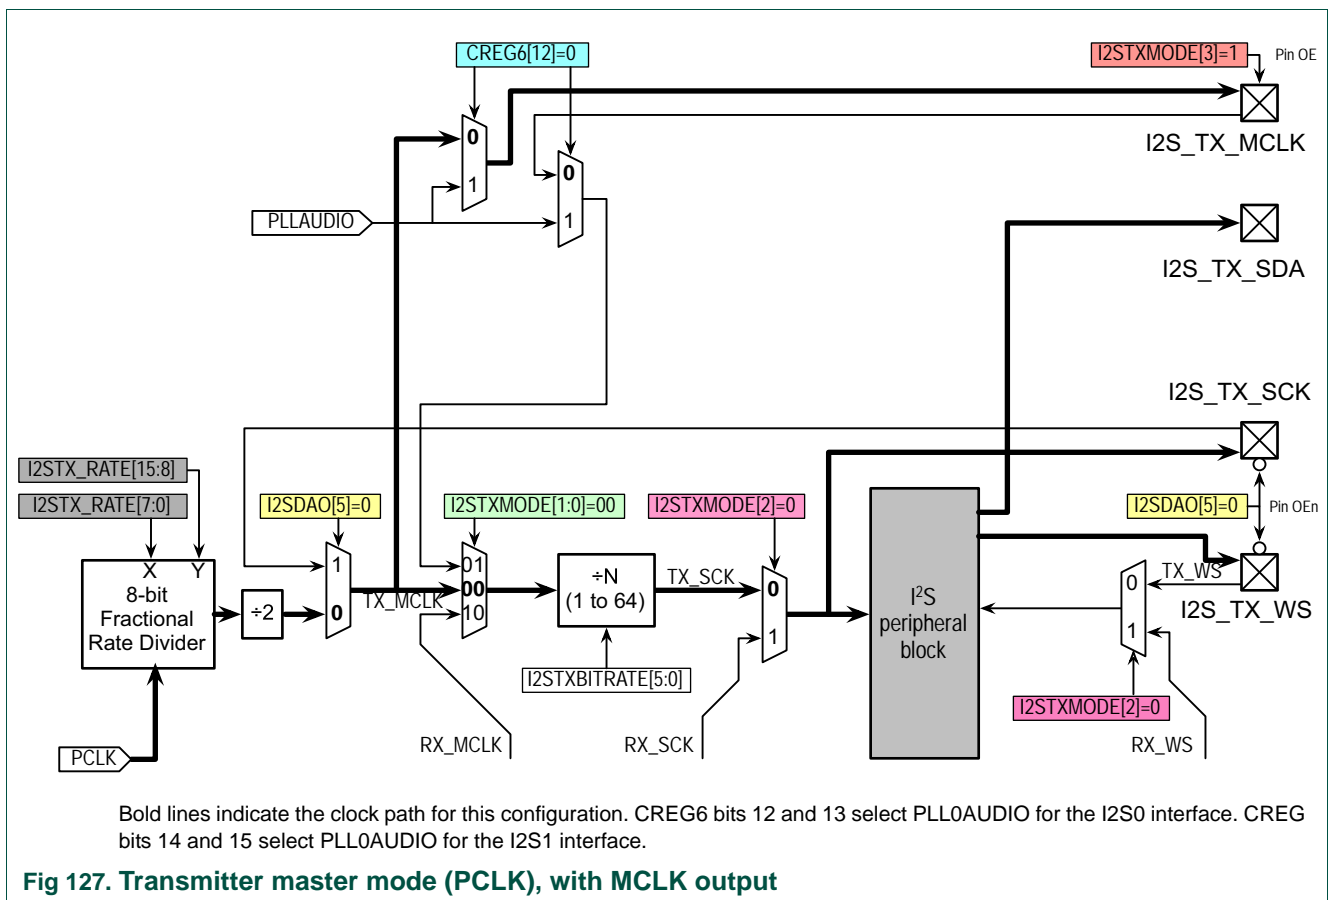 CREG6[12]=0
I2STXMODE[3]=1
Pin OE
0
1
I2S_TX_MCLK
0
1
PLLAUDIO
I2S_TX_SDA
I2S_TX_SCK
I2STX_RATE[15:8]
I2STX_RATE[7:0]
I2SDAO[5]=0
I2STXMODE[1:0]=00
I2STXMODE[2]=0
I2SDAO[5]=0
Pin OEn
X Y
8-bit
Fractional
Rate Divider
÷2
1
0
TX_MCLK
01
00
10
÷N
(1 to 64)
TX_SCK
0
1
I2S
peripheral
block
TX_WS
0
1
I2S_TX_WS
I2STXBITRATE[5:0]
I2STXMODE[2]=0
PCLK
RX_MCLK
RX_SCK
RX_WS
Bold lines indicate the clock path for this configuration. CREG6 bits 12 and 13 select PLL0AUDIO for the I2S0 interface. CREG
bits 14 and 15 select PLL0AUDIO for the I2S1 interface.
Fig 127. Transmitter master mode (PCLK), with MCLK output